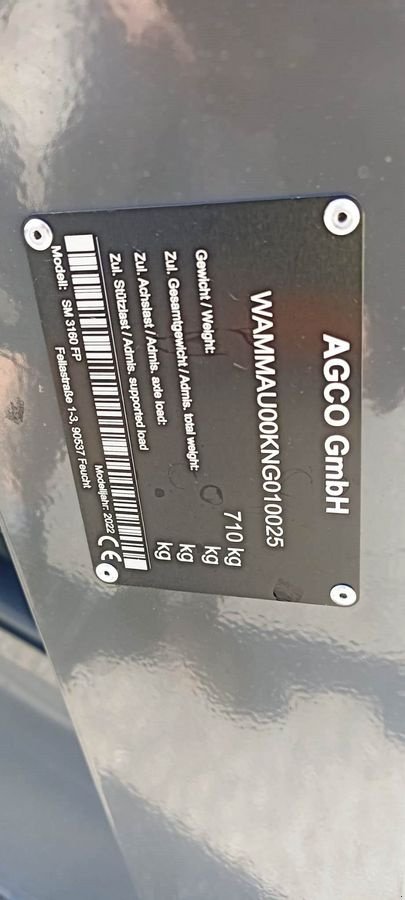 AGCO GmbH
WAMMAU00KNG010025
Gewicht / Weight: 710 kg
Zul. Gesamtgewicht / Admis. total weight: kg
Zul. Achslast / Admis. axle load: kg
Zul. Stützlast / Admis. supported load kg
Modelljahr: 2022 CE
Modell: SM 3160 FP
Fellastraße 1-3, 90537 Feucht